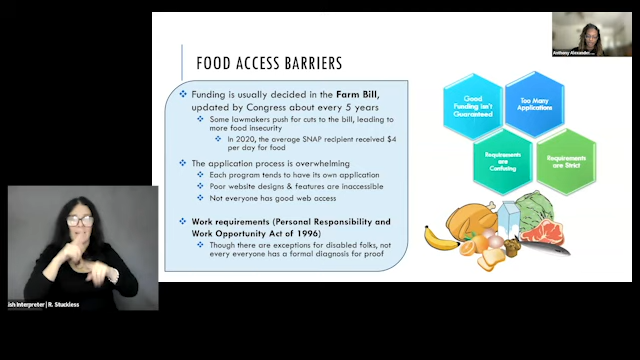 FOOD ACCESS BARRIERS
Funding is usually decided in the Farm Bill,
updated by Congress about every 5 years
Some lawmakers push for cuts to the bill, leading to
more food insecurity
In 2020, the average SNAP recipient received $4
per day for food
The application process is overwhelming
Each program tends to have its own application
Poor website designs & features are inaccessible
Not everyone has good web access
Work requirements (Personal Responsibility and
Work Opportunity Act of 1996)
Though there are exceptions for disabled folks, not
every everyone has a formal diagnosis for proof
Good
Funding Isn't
Guaranteed
Too Many
Applications
Requirements
are Confusing
Requirements
are Strict
Anthony Alexander...
ish Interpreter | R. Stuckless